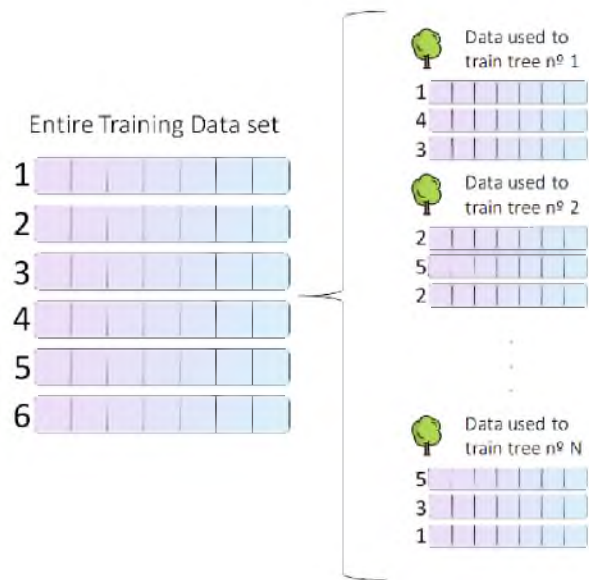 Entire Training Data set
1
2
3
4
5
6
Data used to
train tree nº 1
1
4
3
Data used to
train tree nº 2
2
5
2
Data used to
train tree nº N
5
3
1